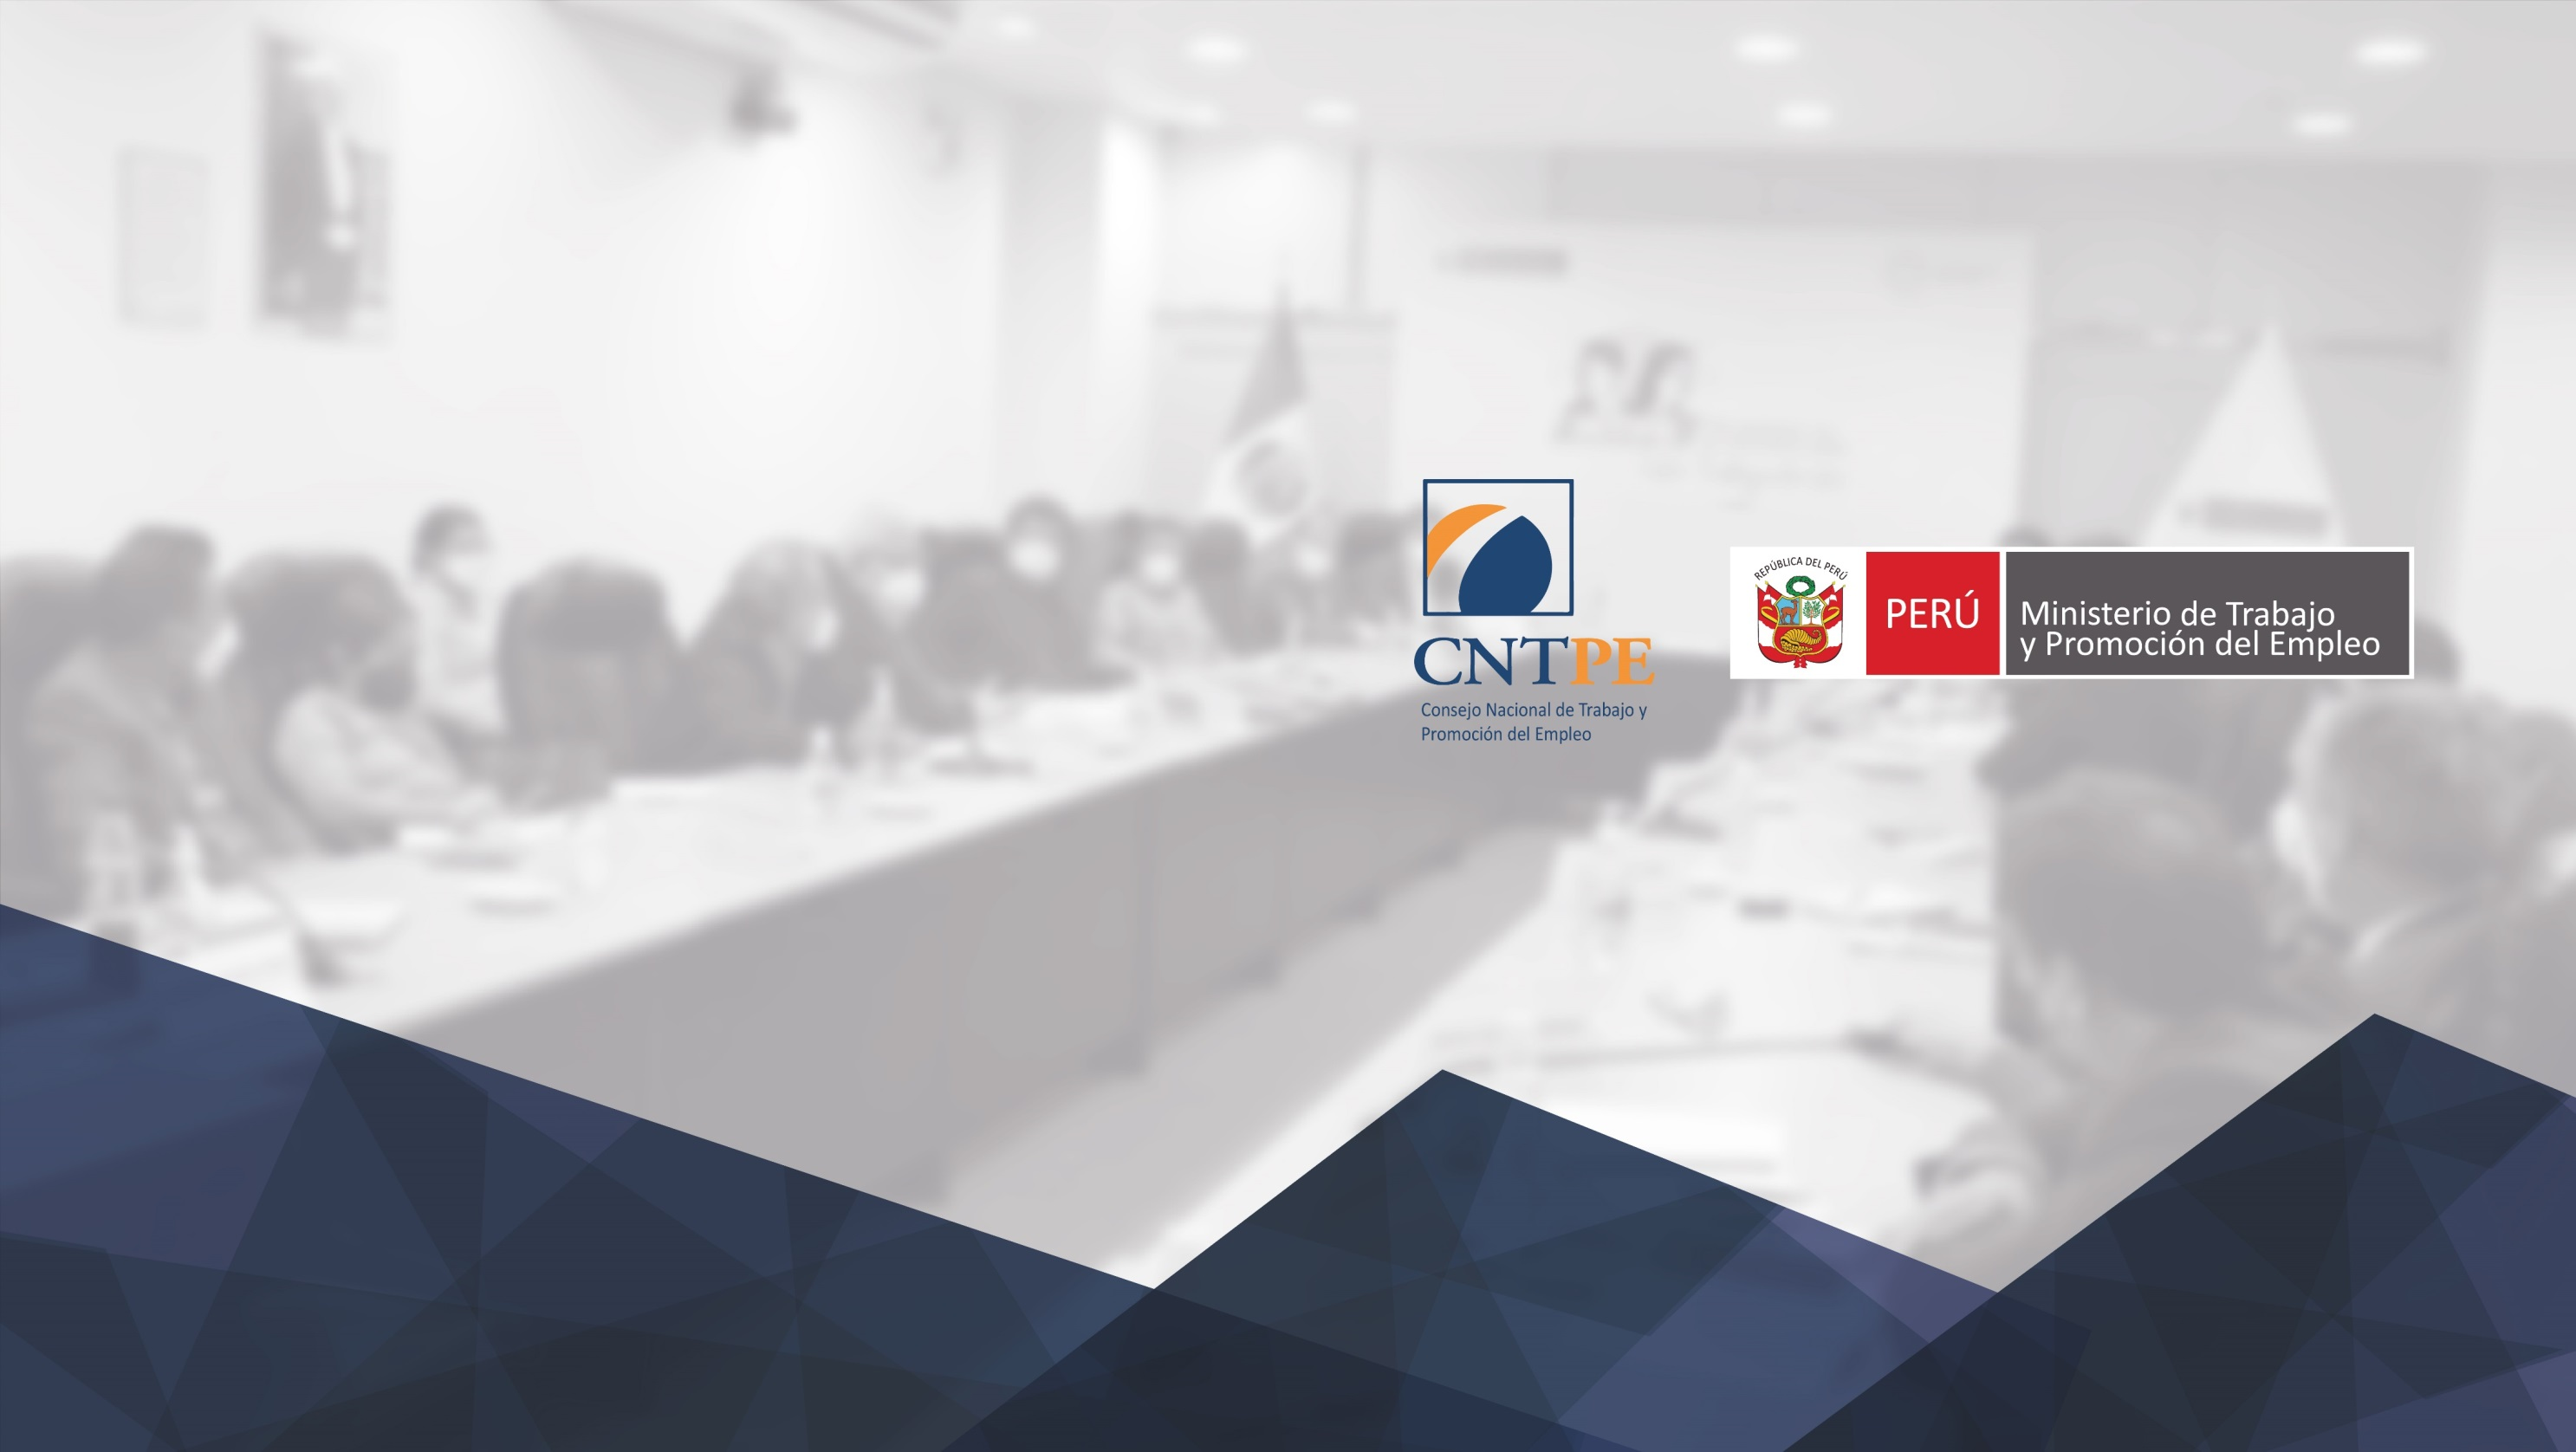 CNTPE
Consejo Nacional de Trabajo y
Promoción del Empleo
REPÚBLICA DEL PERÚ
PERÚ
Ministerio de Trabajo
y Promoción del Empleo